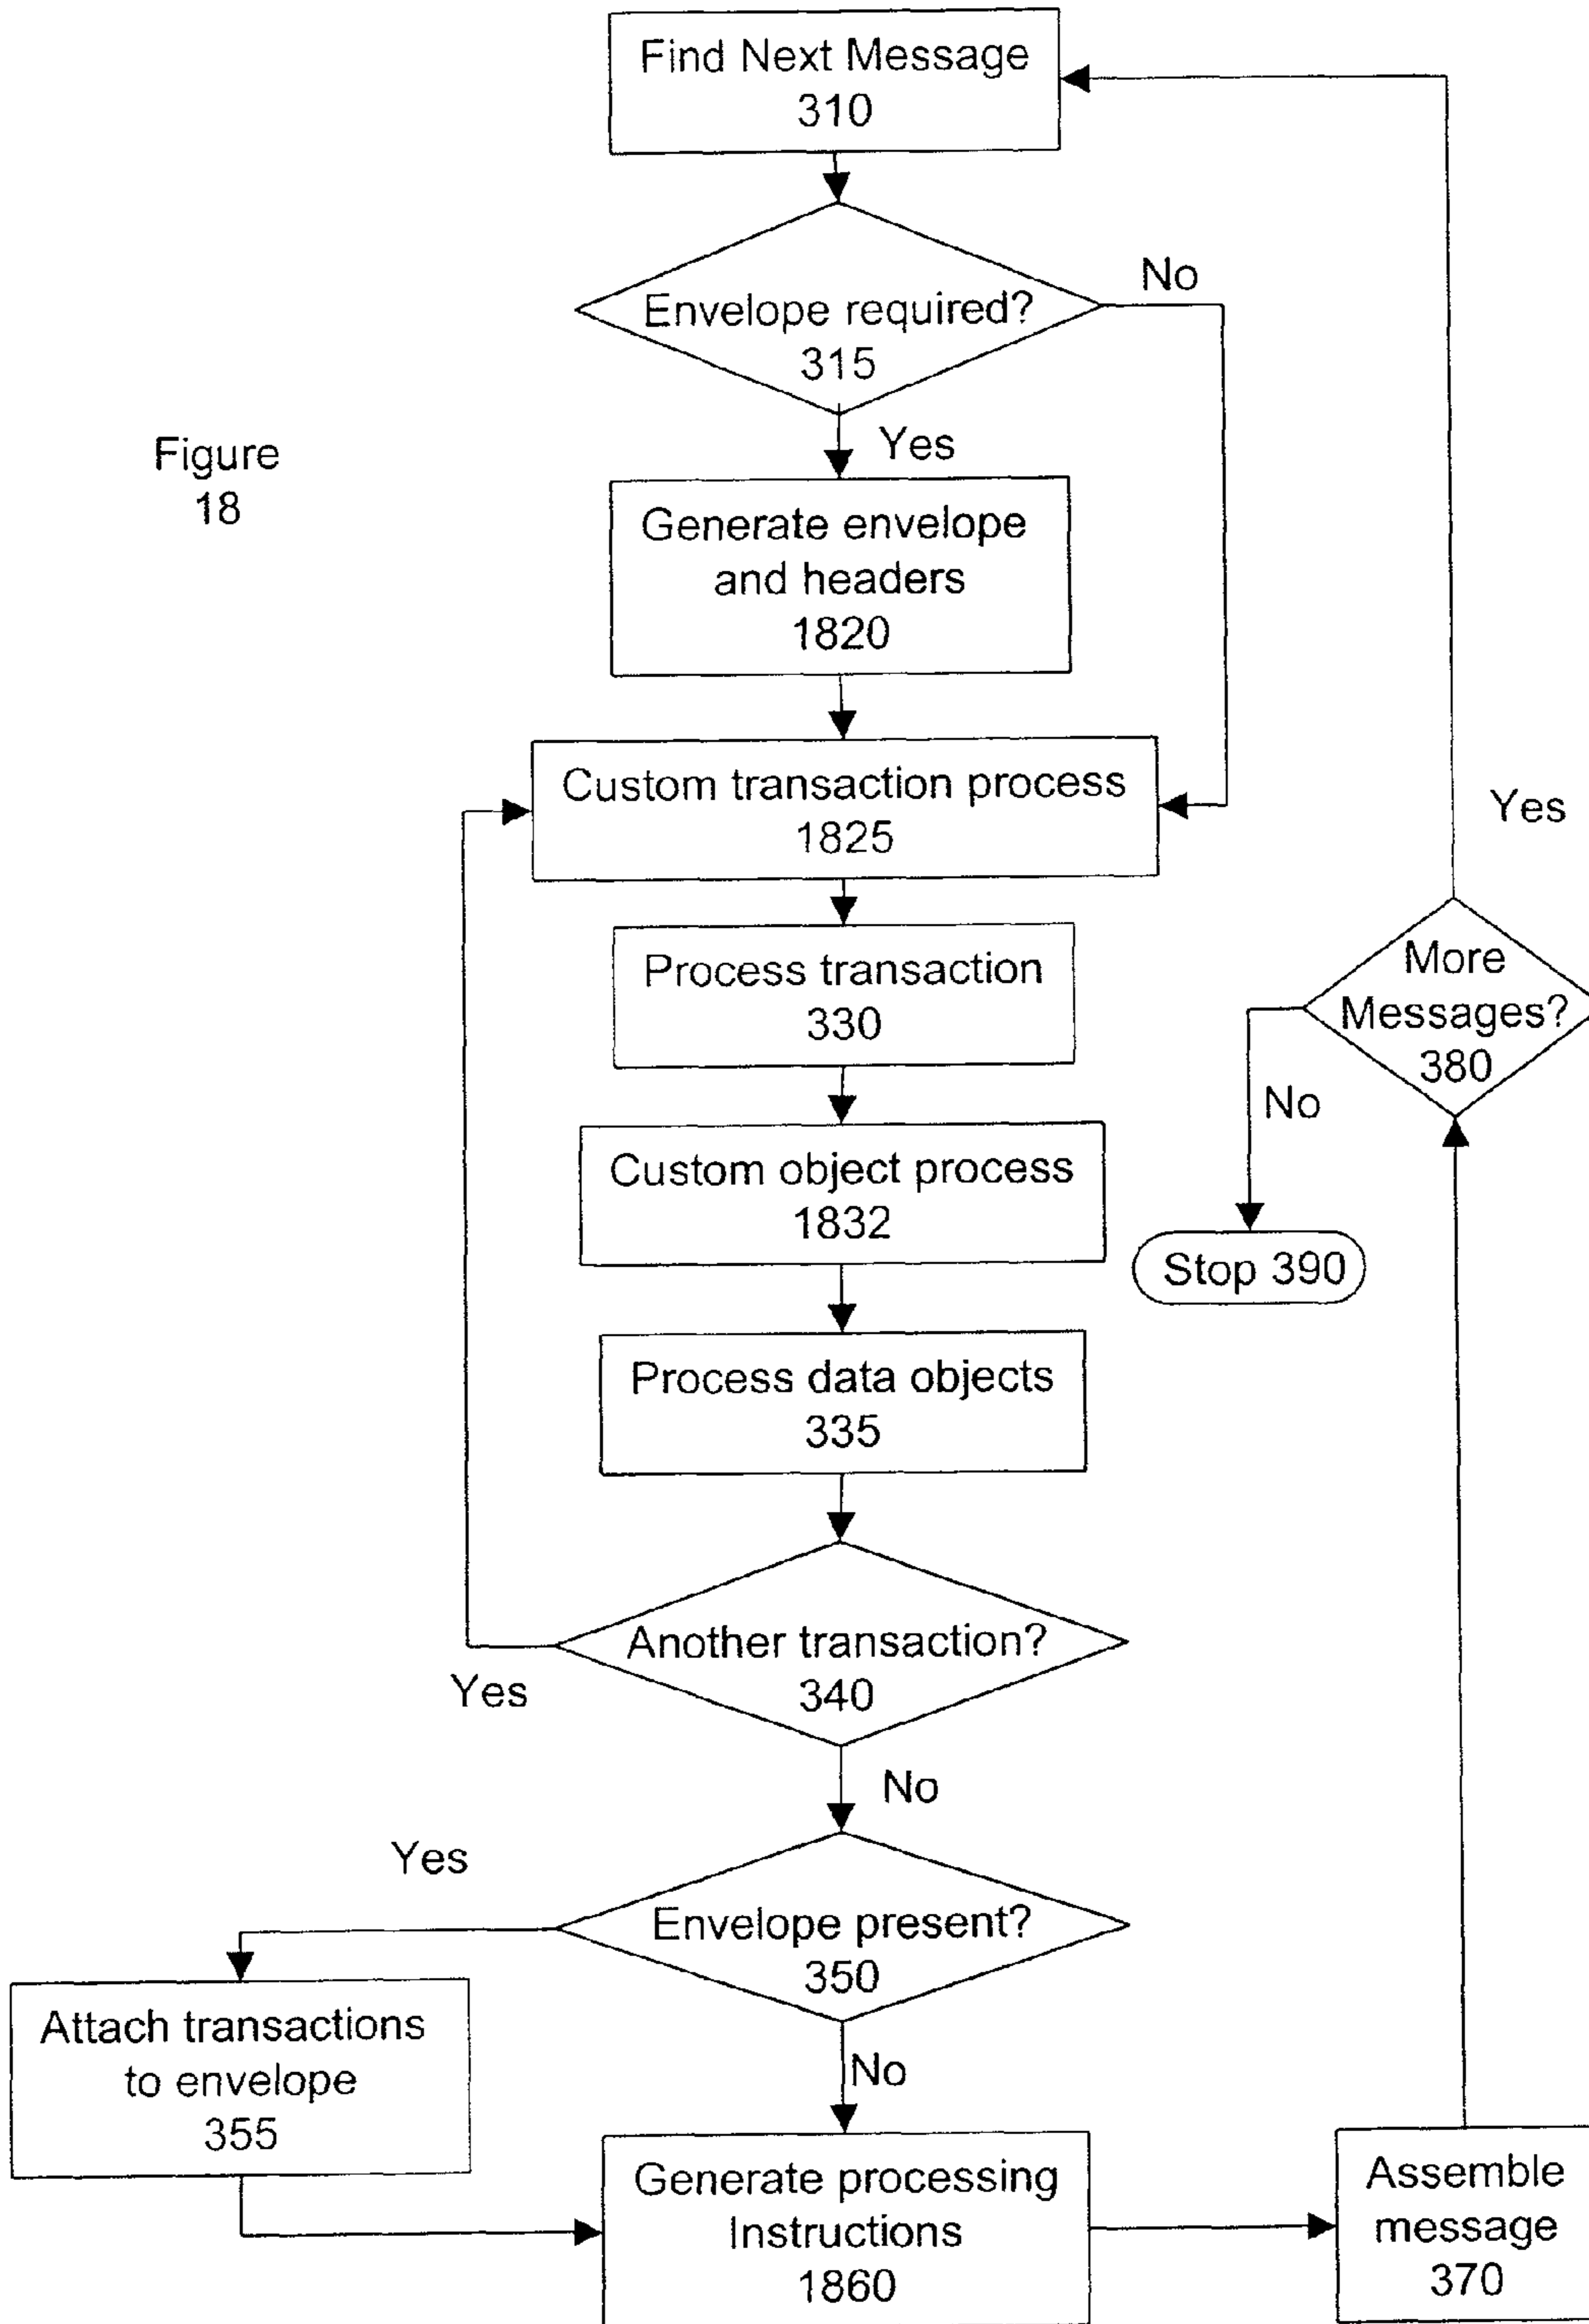 Find Next Message
310
Envelope required?
315
No
Yes
Figure
18
Generate envelope
and headers
1820
Custom transaction process
1825
Yes
Process transaction
330
More
Messages?
380
No
Custom object process
1832
Stop 390
Process data objects
335
Another transaction?
340
Yes
No
Yes
Envelope present?
350
No
Attach transactions
to envelope
355
Generate processing
Instructions
1860
Assemble
message
370